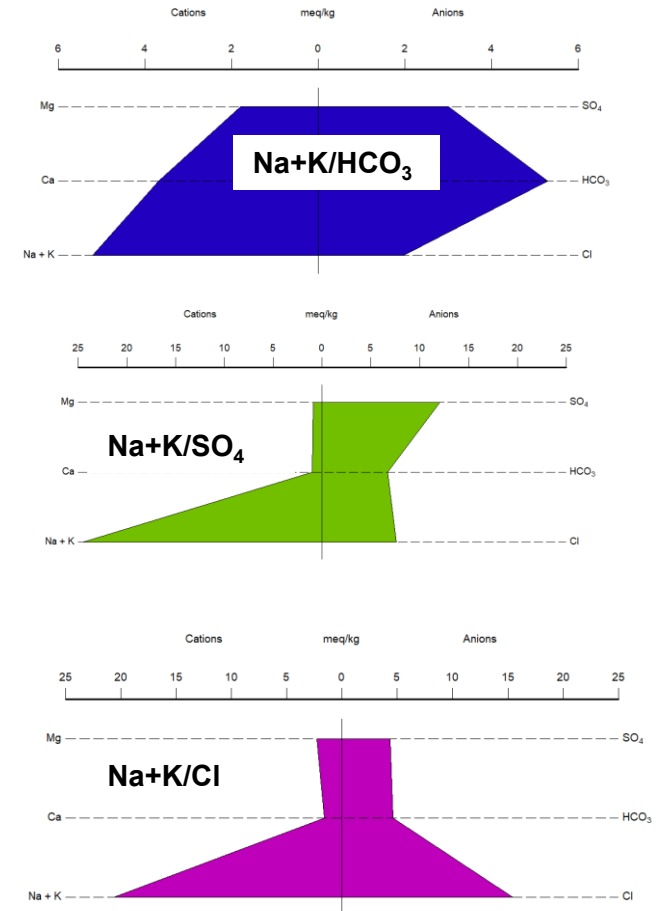 Cations meq/kg Anions
6 4 2 0 2 4 6
Mg SO₄
Na+K/HCO₃
Ca HCO₃
Na + K Cl
Cations meq/kg Anions
25 20 15 10 5 0 5 10 15 20 25
Mg SO₄
Na+K/SO₄
Ca HCO₃
Na + K Cl
Cations meq/kg Anions
25 20 15 10 5 0 5 10 15 20 25
Mg SO₄
Na+K/Cl
Ca HCO₃
Na + K Cl